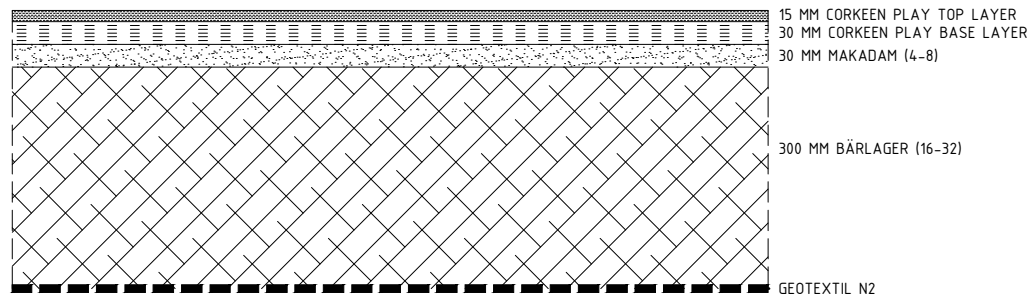 15 MM CORKEEN PLAY TOP LAYER
30 MM CORKEEN PLAY BASE LAYER
30 MM MAKADAM (4-8)
300 MM BÄRLAGER (16-32)
GEOTEXTIL N2